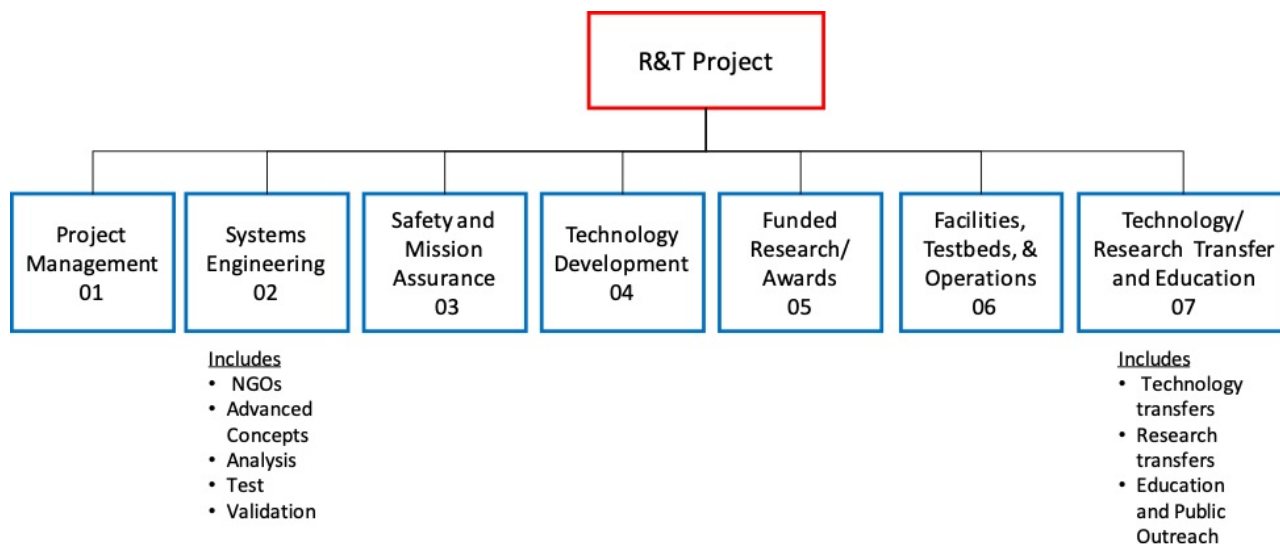 R&T Project
Project
Management
01
Systems
Engineering
02
Safety and
Mission
Assurance
03
Technology
Development
04
Funded
Research/
Awards
05
Facilities,
Testbeds, &
Operations
06
Technology/
Research Transfer
and Education
07
Includes
• NGOs
• Advanced
Concepts
• Analysis
• Test
• Validation
Includes
• Technology
transfers
• Research
transfers
• Education
and Public
Outreach